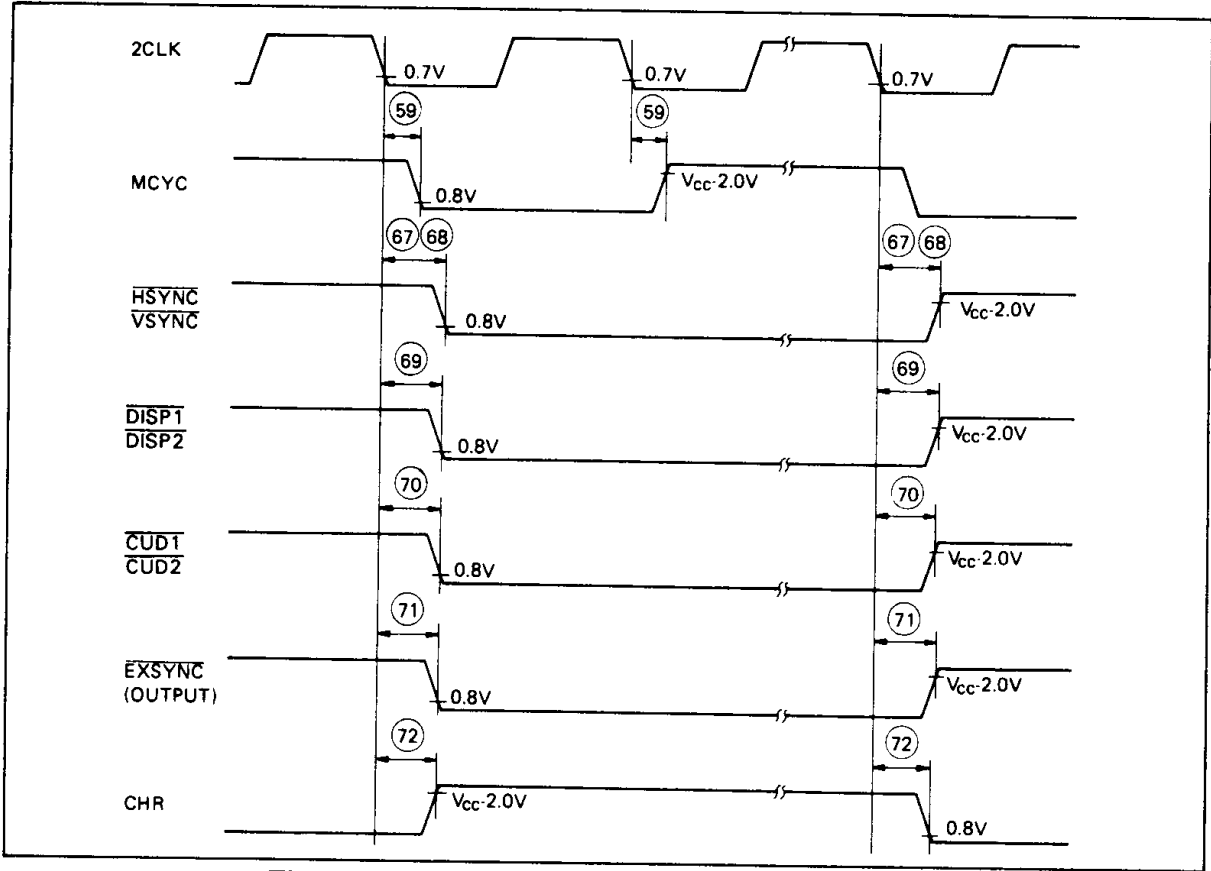 2CLK
0.7V
0.7V
0.7V
59
59
MCYC
0.8V
VCC-2.0V
67 68
67 68
HSYNC
VSYNC
0.8V
VCC-2.0V
69
69
DISP1
DISP2
0.8V
VCC-2.0V
70
70
CUD1
CUD2
0.8V
VCC-2.0V
71
71
EXSYNC
(OUTPUT)
0.8V
VCC-2.0V
72
72
CHR
VCC-2.0V
0.8V